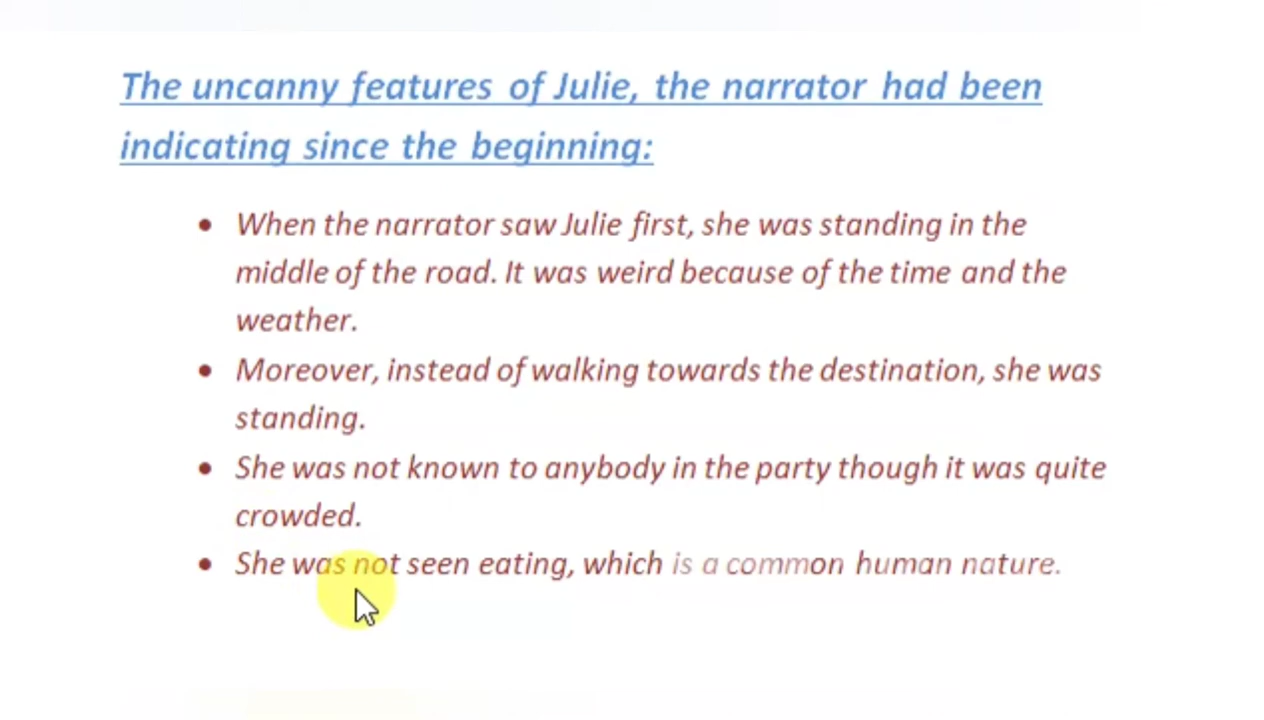 The uncanny features of Julie, the narrator had been
indicating since the beginning:
• When the narrator saw Julie first, she was standing in the
middle of the road. It was weird because of the time and the
weather.
• Moreover, instead of walking towards the destination, she was
standing.
• She was not known to anybody in the party though it was quite
crowded.
• She was not seen eating, which is a common human nature.